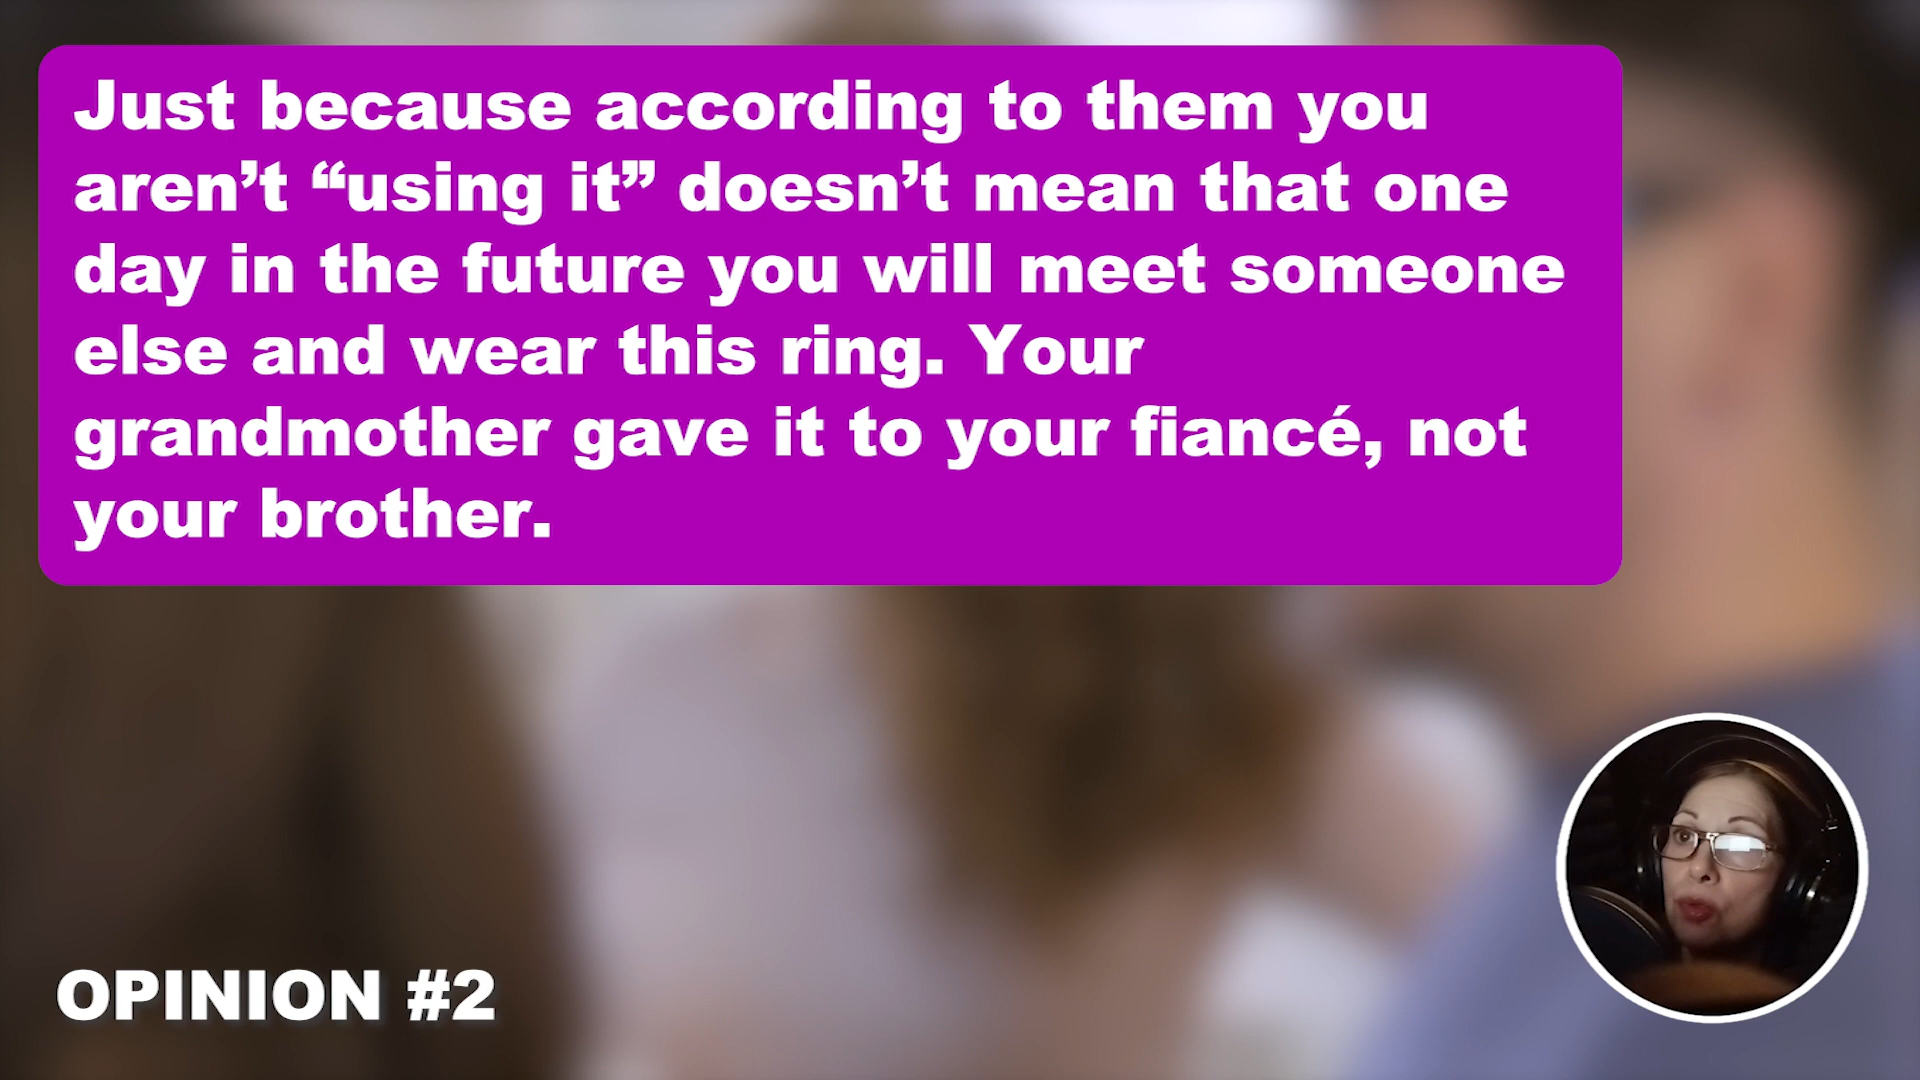 Just because according to them you
aren’t “using it” doesn’t mean that one
day in the future you will meet someone
else and wear this ring. Your
grandmother gave it to your fiancé, not
your brother.
OPINION #2